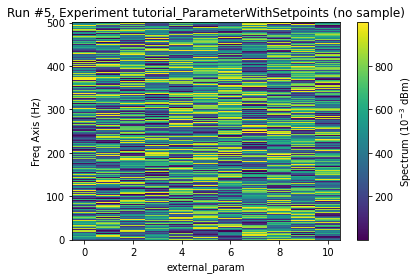 Run #5, Experiment tutorial_ParameterWithSetpoints (no sample)
500
400
300
200
100
0
Freq Axis (Hz)
0 2 4 6 8 10
external_param
800
600
400
200
Spectrum (10⁻³ dBm)